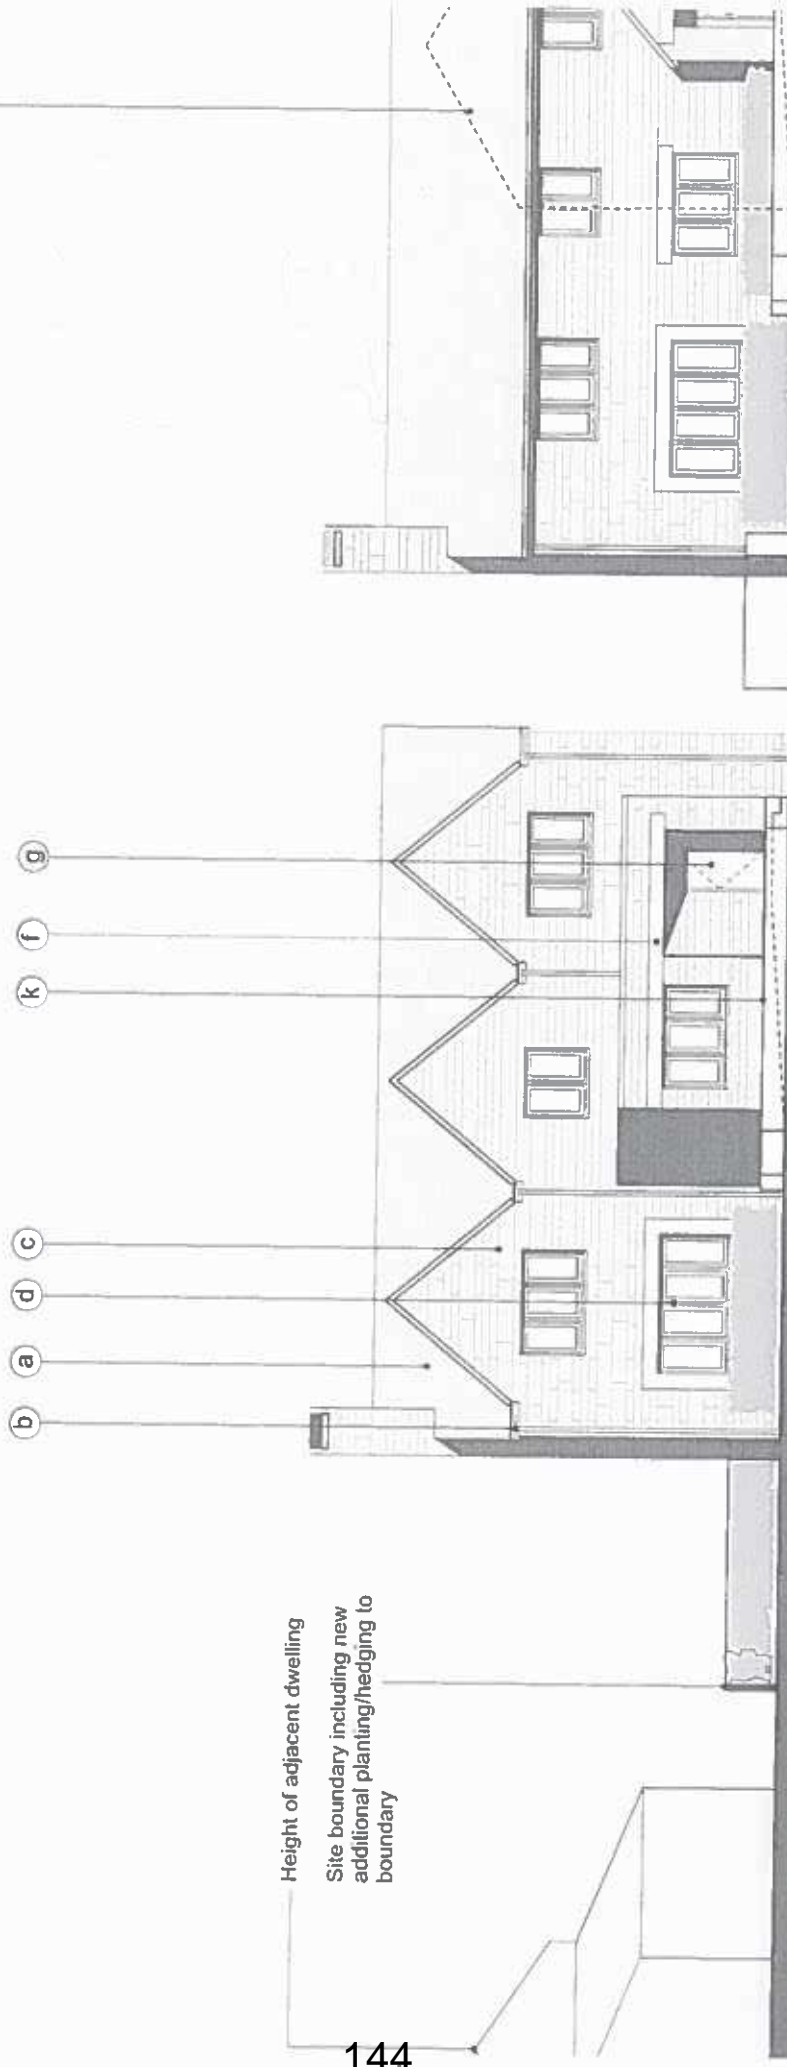 b
a
d
c
k
f
g
Height of adjacent dwelling
Site boundary including new
additional planting/hedging to
boundary
144